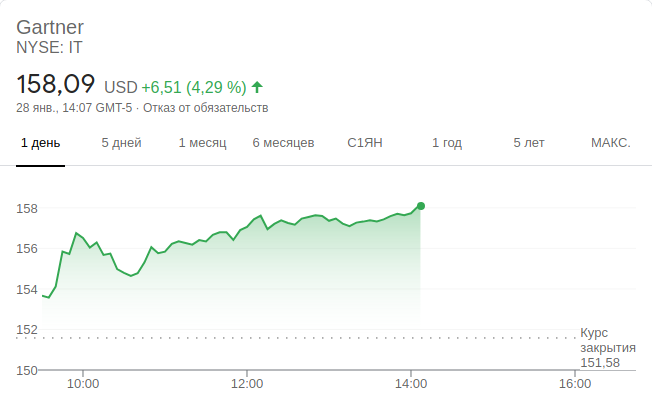 Gartner
NYSE: IT
158,09 USD +6,51 (4,29 %)
28 янв., 14:07 GMT-5 · Отказ от обязательств
1 день 5 дней 1 месяц 6 месяцев С1ЯН 1 год 5 лет МАКС.
158
156
154
152
Курс
закрытия
151,58
150
10:00 12:00 14:00 16:00